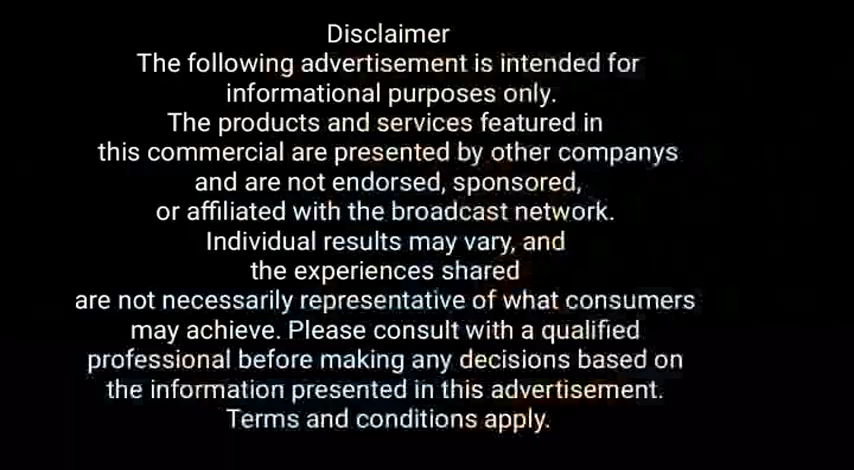 Disclaimer
The following advertisement is intended for
informational purposes only.
The products and services featured in
this commercial are presented by other companys
and are not endorsed, sponsored,
or affiliated with the broadcast network.
Individual results may vary, and
the experiences shared
are not necessarily representative of what consumers
may achieve. Please consult with a qualified
professional before making any decisions based on
the information presented in this advertisement.
Terms and conditions apply.